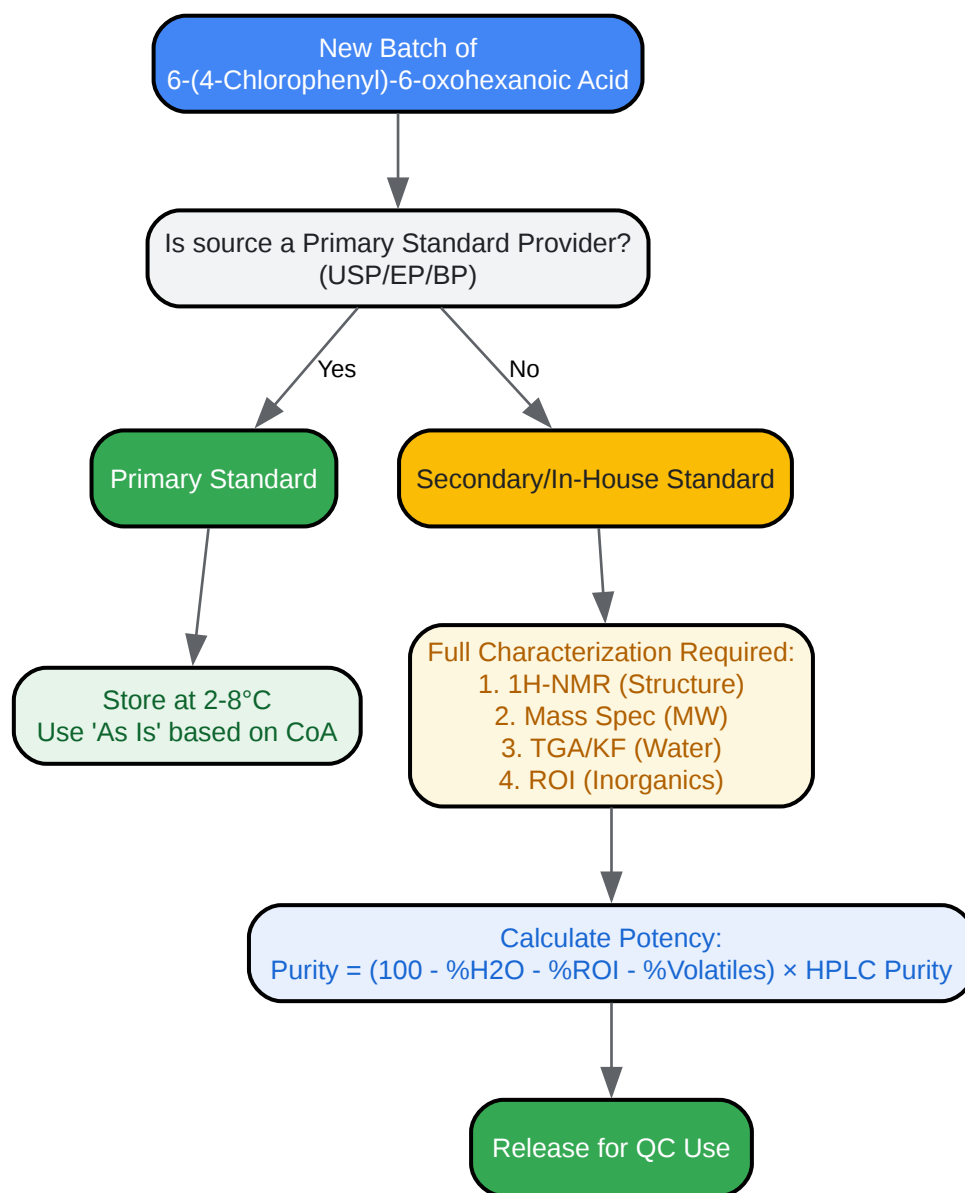 New Batch of
6-(4-Chlorophenyl)-6-oxohexanoic Acid
Is source a Primary Standard Provider?
(USP/EP/BP)
Yes
No
Primary Standard
Secondary/In-House Standard
Store at 2-8°C
Use 'As Is' based on CoA
Full Characterization Required:
1. 1H-NMR (Structure)
2. Mass Spec (MW)
3. TGA/KF (Water)
4. ROI (Inorganics)
Calculate Potency:
Purity = (100 - %H2O - %ROI - %Volatiles) × HPLC Purity
Release for QC Use